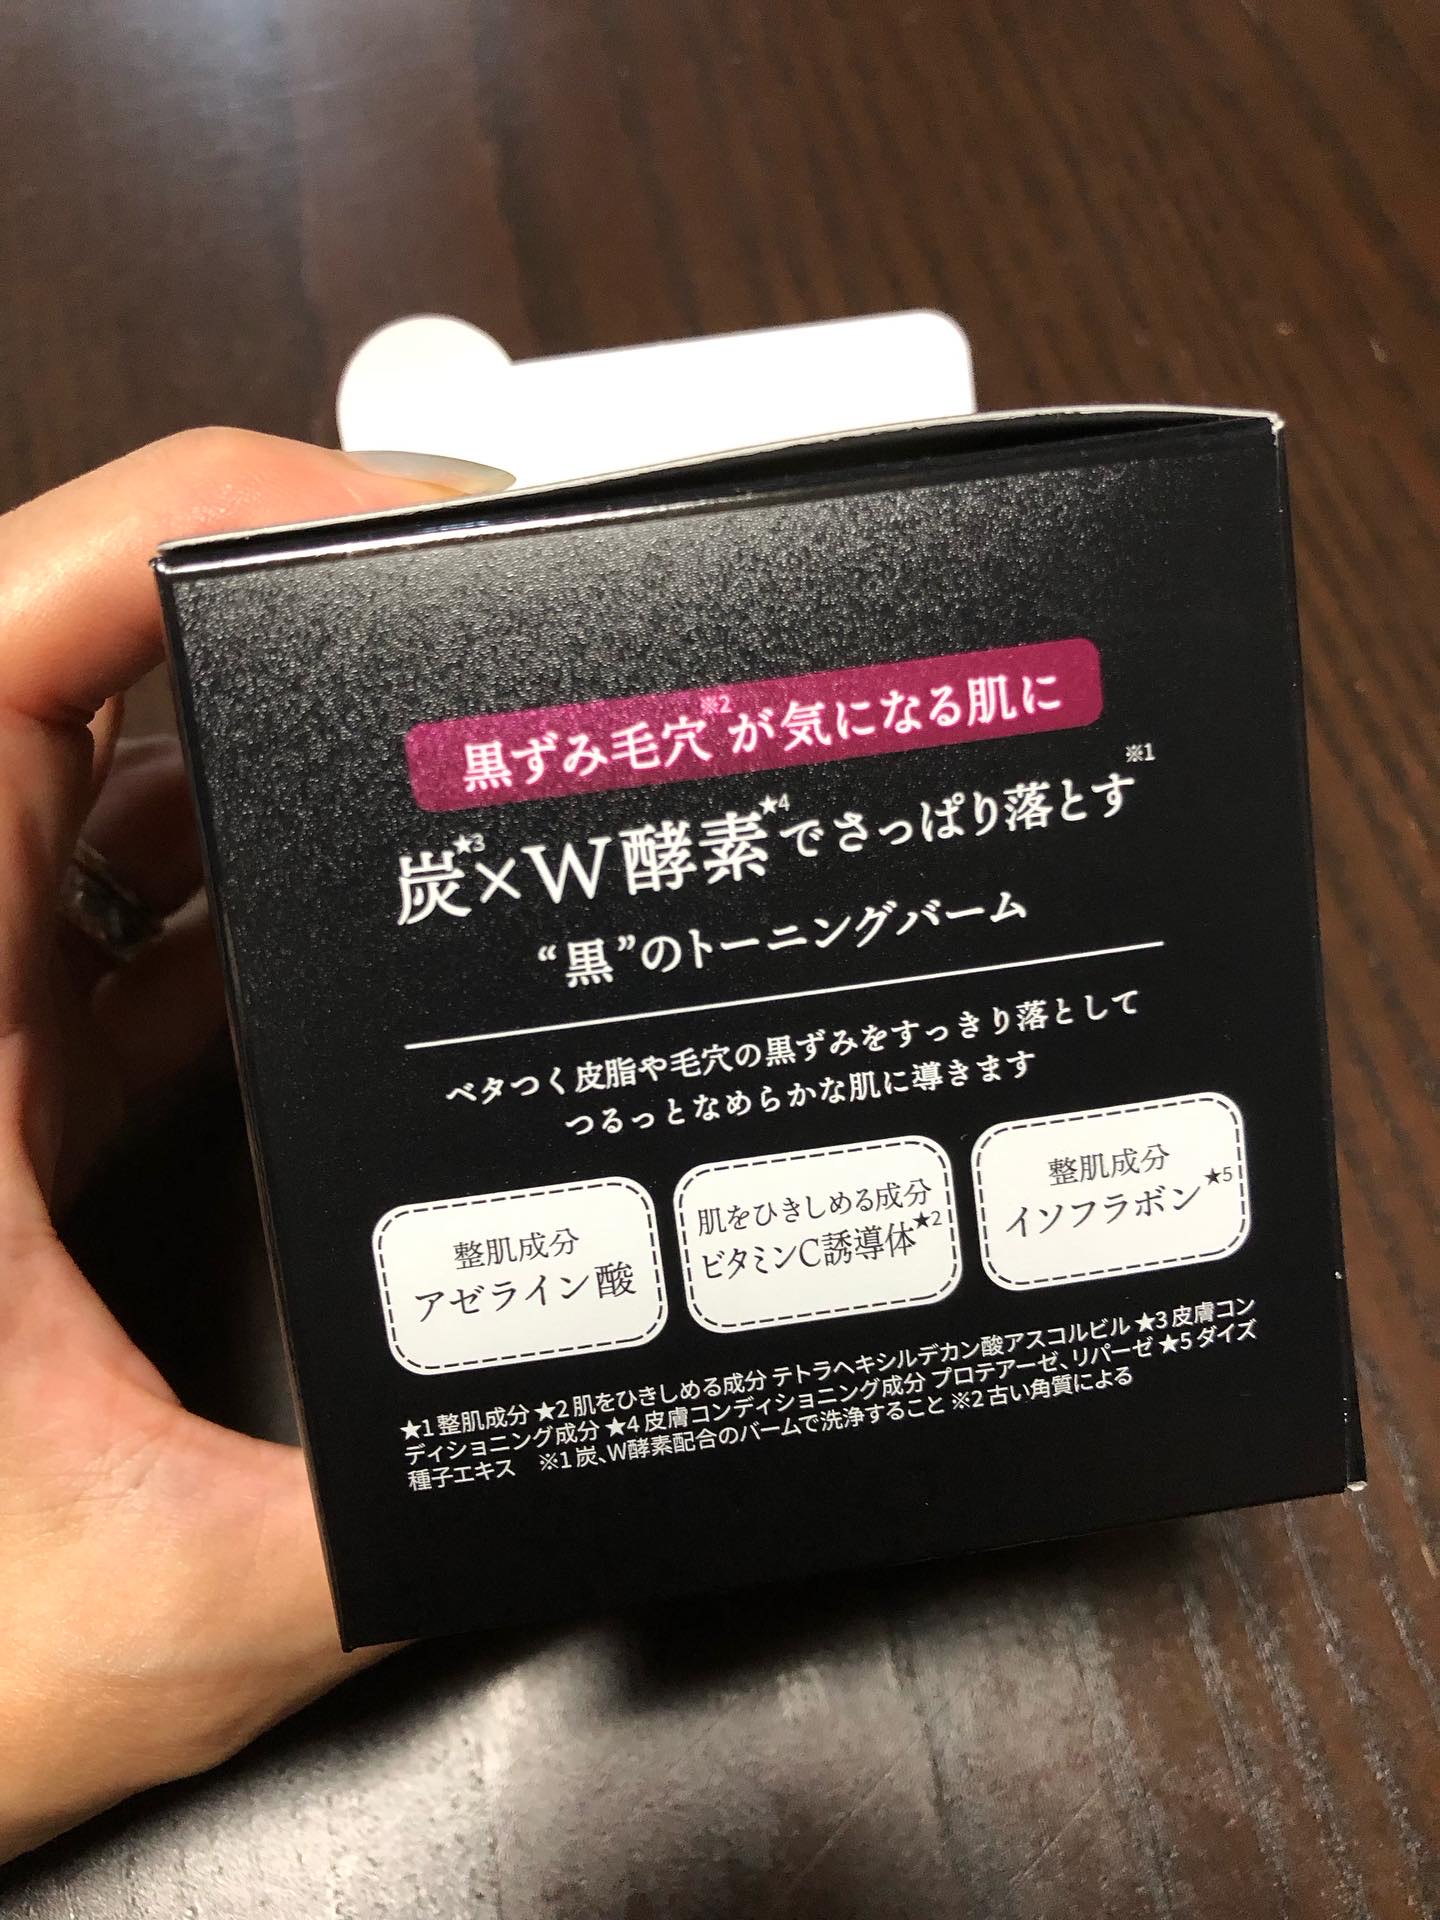 黒ずみ毛穴※2が気になる肌に
炭★3×W酵素★4でさっぱり落とす※1
“黒”のトーニングバーム
ベタつく皮脂や毛穴の黒ずみをすっきり落として
つるっとなめらかな肌に導きます
整肌成分
アゼライン酸
肌をひきしめる成分
ビタミンC誘導体★2
整肌成分
イソフラボン★5
★1 整肌成分 ★2 肌をひきしめる成分 テトラヘキシルデカン酸アスコルビル ★3 皮膚コン
ディショニング成分 ★4 皮膚コンディショニング成分 プロテアーゼ、リパーゼ ★5 ダイズ
種子エキス ※1 炭、W酵素配合のバームで洗浄すること ※2 古い角質による